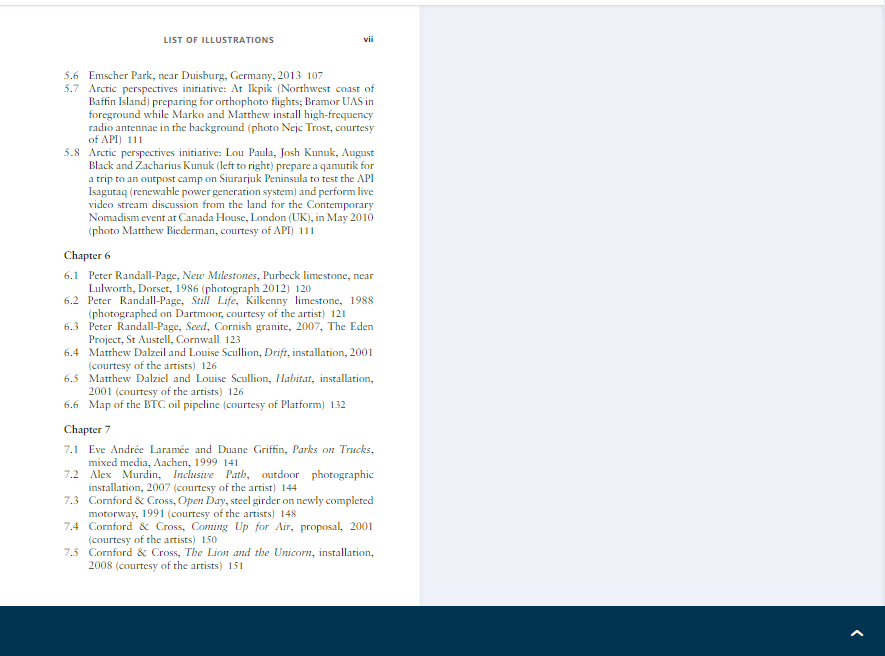 LIST OF ILLUSTRATIONS vii
5.6 Emscher Park, near Duisburg, Germany, 2013 107
5.7 Arctic perspectives initiative: At Ikpik (Northwest coast of
Baffin Island) preparing for orthophoto flights; Bramor UAS in
foreground while Marko and Matthew install high-frequency
radio antennae in the background (photo Nejc Trost, courtesy
of API) 111
5.8 Arctic perspectives initiative: Lou Paula, Josh Kunuk, August
Black and Zacharius Kunuk (left to right) prepare a qamutik for
a trip to an outpost camp on Siurarjuk Peninsula to test the API
Isagutaq (renewable power generation system) and perform live
video stream discussion from the land for the Contemporary
Nomadism event at Canada House, London (UK), in May 2010
(photo Matthew Biederman, courtesy of API) 111
Chapter 6
6.1 Peter Randall-Page, New Milestones, Purbeck limestone, near
Lulworth, Dorset, 1986 (photograph 2012) 120
6.2 Peter Randall-Page, Still Life, Kilkenny limestone, 1988
(photographed on Dartmoor, courtesy of the artist) 121
6.3 Peter Randall-Page, Seed, Cornish granite, 2007, The Eden
Project, St Austell, Cornwall 123
6.4 Matthew Dalzeil and Louise Scullion, Drift, installation, 2001
(courtesy of the artists) 126
6.5 Matthew Dalziel and Louise Scullion, Habitat, installation,
2001 (courtesy of the artists) 126
6.6 Map of the BTC oil pipeline (courtesy of Platform) 132
Chapter 7
7.1 Eve Andrée Laramée and Duane Griffin, Parks on Trucks,
mixed media, Aachen, 1999 141
7.2 Alex Murdin, Inclusive Path, outdoor photographic
installation, 2007 (courtesy of the artist) 144
7.3 Cornford & Cross, Open Day, steel girder on newly completed
motorway, 1991 (courtesy of the artists) 148
7.4 Cornford & Cross, Coming Up for Air, proposal, 2001
(courtesy of the artists) 150
7.5 Cornford & Cross, The Lion and the Unicorn, installation,
2008 (courtesy of the artists) 151